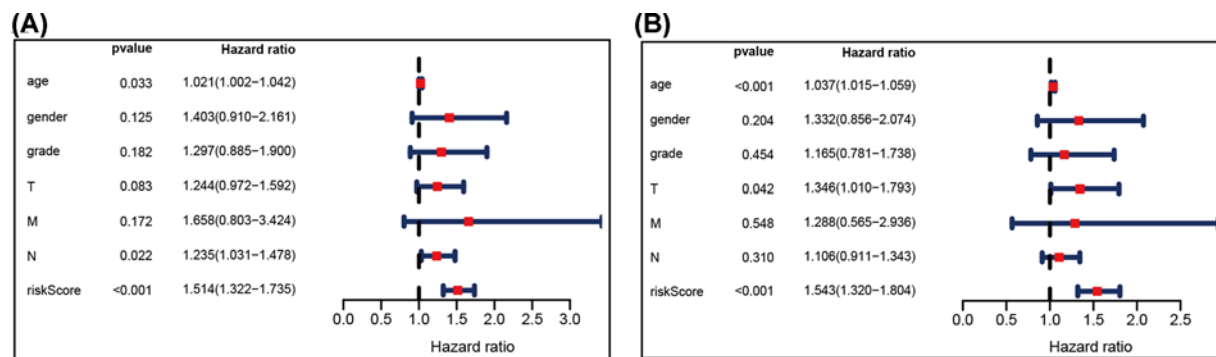 (A)
pvalue Hazard ratio
age 0.033 1.021(1.002−1.042)
gender 0.125 1.403(0.910−2.161)
grade 0.182 1.297(0.885−1.900)
T 0.083 1.244(0.972−1.592)
M 0.172 1.658(0.803−3.424)
N 0.022 1.235(1.031−1.478)
riskScore <0.001 1.514(1.322−1.735)
0.0 0.5 1.0 1.5 2.0 2.5 3.0
Hazard ratio
(B)
pvalue Hazard ratio
age <0.001 1.037(1.015−1.059)
gender 0.204 1.332(0.856−2.074)
grade 0.454 1.165(0.781−1.738)
T 0.042 1.346(1.010−1.793)
M 0.548 1.288(0.565−2.936)
N 0.310 1.106(0.911−1.343)
riskScore <0.001 1.543(1.320−1.804)
0.0 0.5 1.0 1.5 2.0 2.5
Hazard ratio